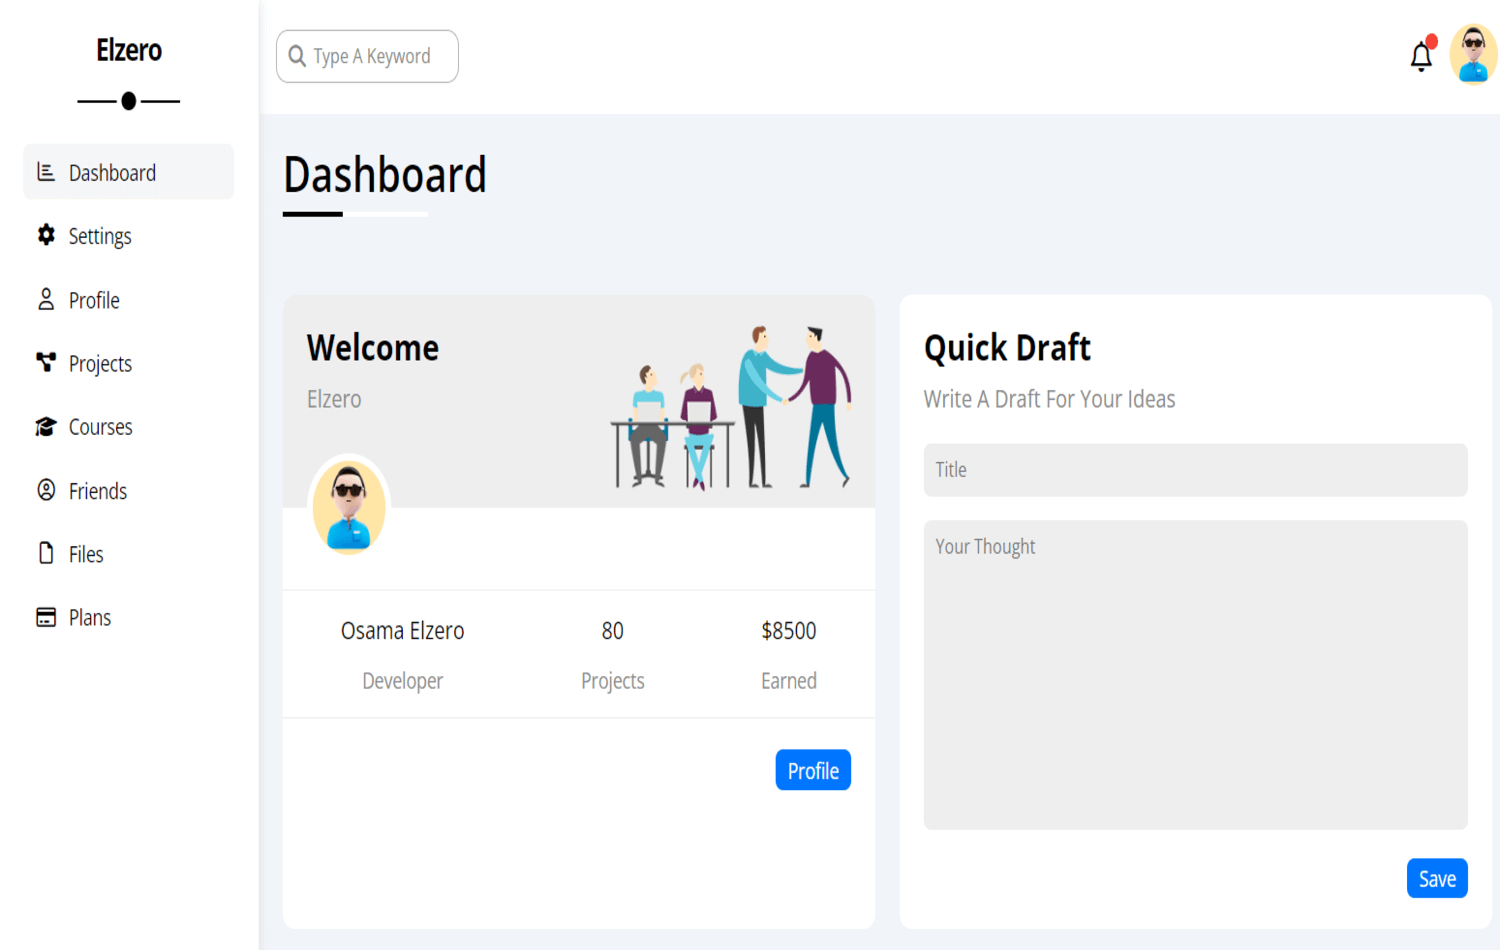 Elzero
Dashboard
Settings
Profile
Projects
Courses
Friends
Files
Plans
Type A Keyword
Dashboard
Welcome
Elzero
Osama Elzero
Developer
80
Projects
$8500
Earned
Profile
Quick Draft
Write A Draft For Your Ideas
Title
Your Thought
Save